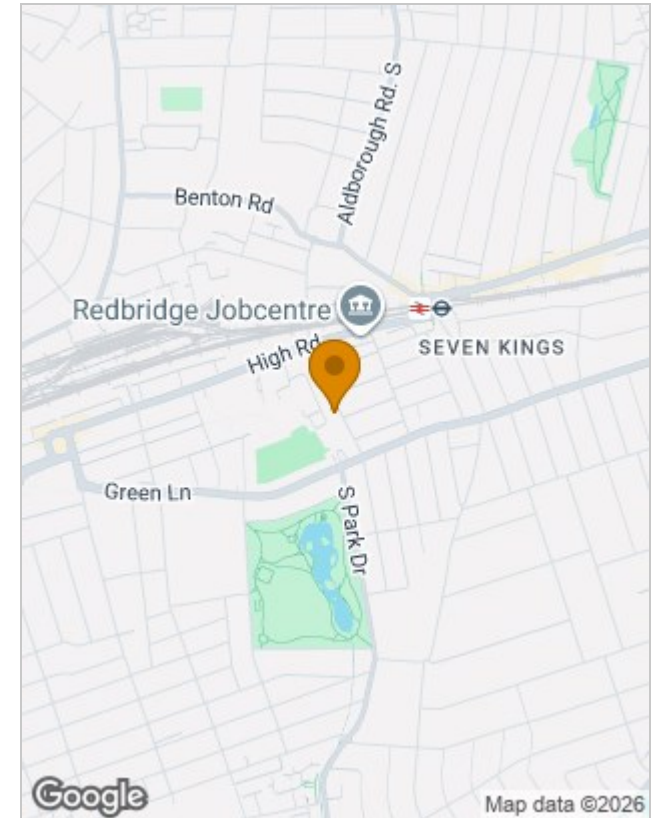 Aldborough Rd. S
Benton Rd
Redbridge Jobcentre
High Rd
SEVEN KINGS
Green Ln
S Park Dr
Google
Map data ©2026